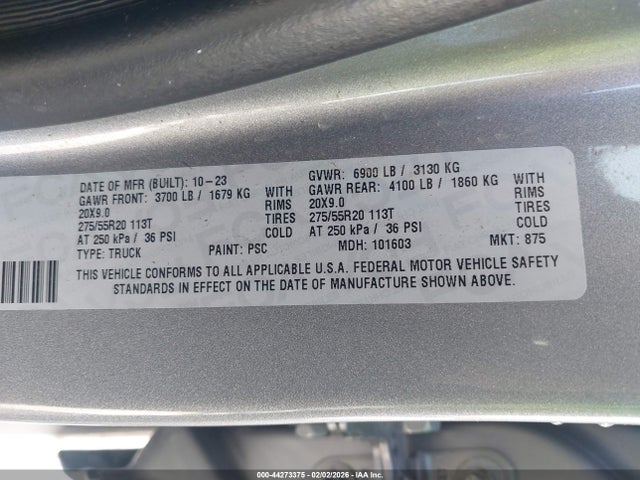 DATE OF MFR (BUILT): 10-23 GVWR: 6900 LB / 3130 KG
GAWR FRONT: 3700 LB / 1679 KG WITH GAWR REAR: 4100 LB / 1860 KG WITH
20X9.0 RIMS 20X9.0 RIMS
275/55R20 113T TIRES 275/55R20 113T TIRES
AT 250 kPa / 36 PSI COLD AT 250 kPa / 36 PSI COLD
TYPE: TRUCK PAINT: PSC MDH: 101603 MKT: 875
THIS VEHICLE CONFORMS TO ALL APPLICABLE U.S.A. FEDERAL MOTOR VEHICLE SAFETY
STANDARDS IN EFFECT ON THE DATE OF MANUFACTURE SHOWN ABOVE.
000-44273375 - 02/02/2026 - IAAI.COM